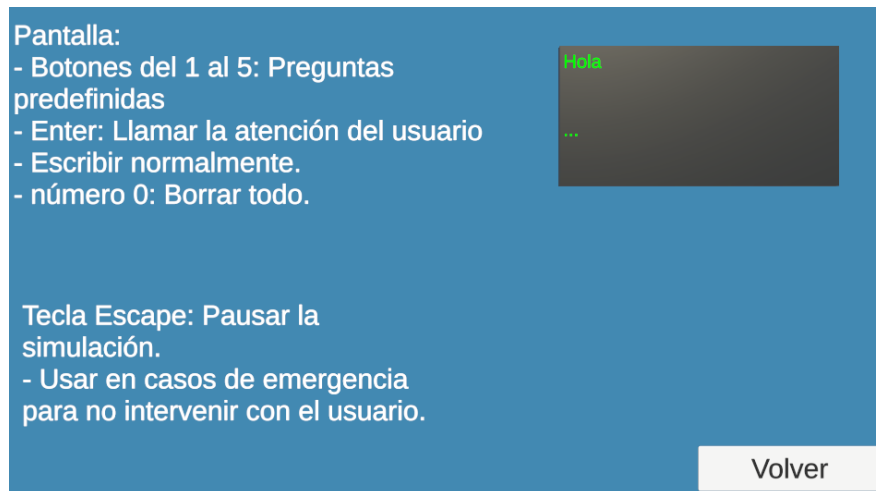 Pantalla:
- Botones del 1 al 5: Preguntas
predefinidas
- Enter: Llamar la atención del usuario
- Escribir normalmente.
- número 0: Borrar todo.
Hola
...
Tecla Escape: Pausar la
simulación.
- Usar en casos de emergencia
para no intervenir con el usuario.
Volver